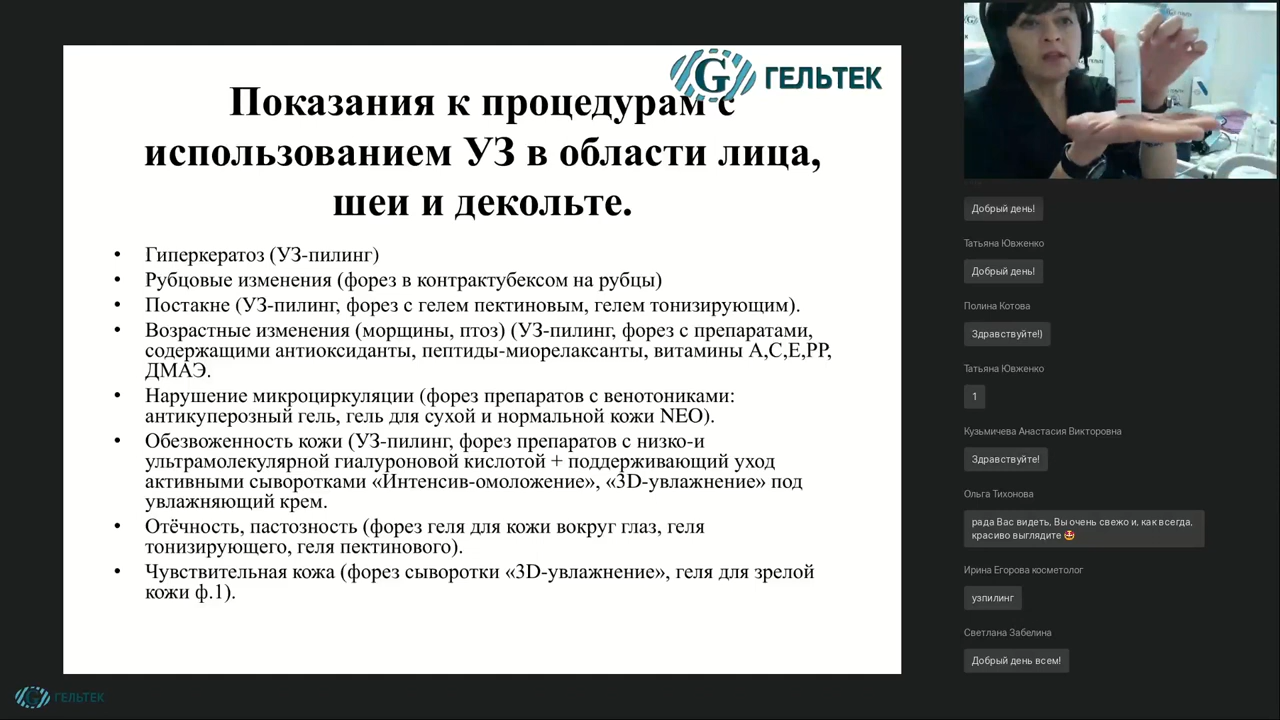 ГЕЛЬТЕК
Показания к процедурам с
использованием УЗ в области лица,
шеи и декольте.
• Гиперкератоз (УЗ-пилинг)
• Рубцовые изменения (форез в контрактубексом на рубцы)
• Постакне (УЗ-пилинг, форез с гелем пектиновым, гелем тонизирующим).
• Возрастные изменения (морщины, птоз) (УЗ-пилинг, форез с препаратами,
содержащими антиоксиданты, пептиды-миорелаксанты, витамины А,С,Е,РР,
ДМАЭ.
• Нарушение микроциркуляции (форез препаратов с венотониками:
антикуперозный гель, гель для сухой и нормальной кожи NEO).
• Обезвоженность кожи (УЗ-пилинг, форез препаратов с низко-и
ультрамолекулярной гиалуроновой кислотой + поддерживающий уход
активными сыворотками «Интенсив-омоложение», «3D-увлажнение» под
увлажняющий крем.
• Отёчность, пастозность (форез геля для кожи вокруг глаз, геля
тонизирующего, геля пектинового).
• Чувствительная кожа (форез сыворотки «3D-увлажнение», геля для зрелой
кожи ф.1).
Добрый день!
Татьяна Ювженко
Добрый день!
Полина Котова
Здравствуйте!)
Татьяна Ювженко
1
Кузьмичева Анастасия Викторовна
Здравствуйте!
Ольга Тихонова
рада Вас видеть, Вы очень свежо и, как всегда,
красиво выглядите 🤩
Ирина Егорова косметолог
узпилинг
Светлана Забелина
Добрый день всем!
ГЕЛЬТЕК